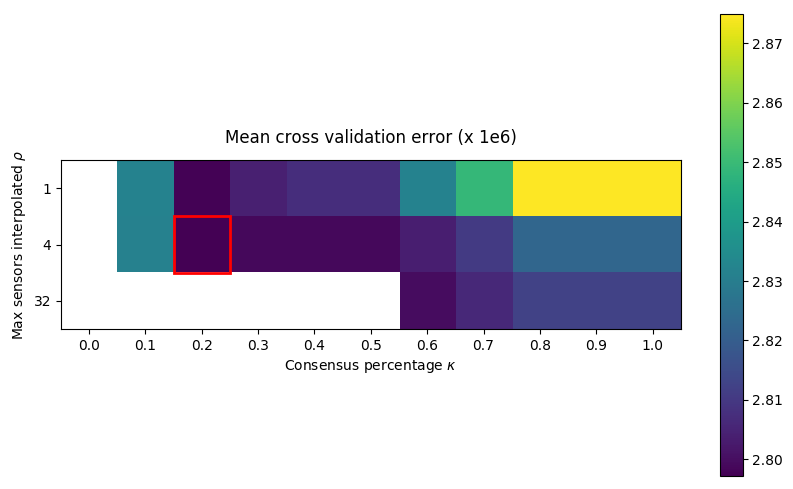 Mean cross validation error (x 1e6)
Max sensors interpolated ρ
1
4
32
0.0 0.1 0.2 0.3 0.4 0.5 0.6 0.7 0.8 0.9 1.0
Consensus percentage κ
2.87
2.86
2.85
2.84
2.83
2.82
2.81
2.80